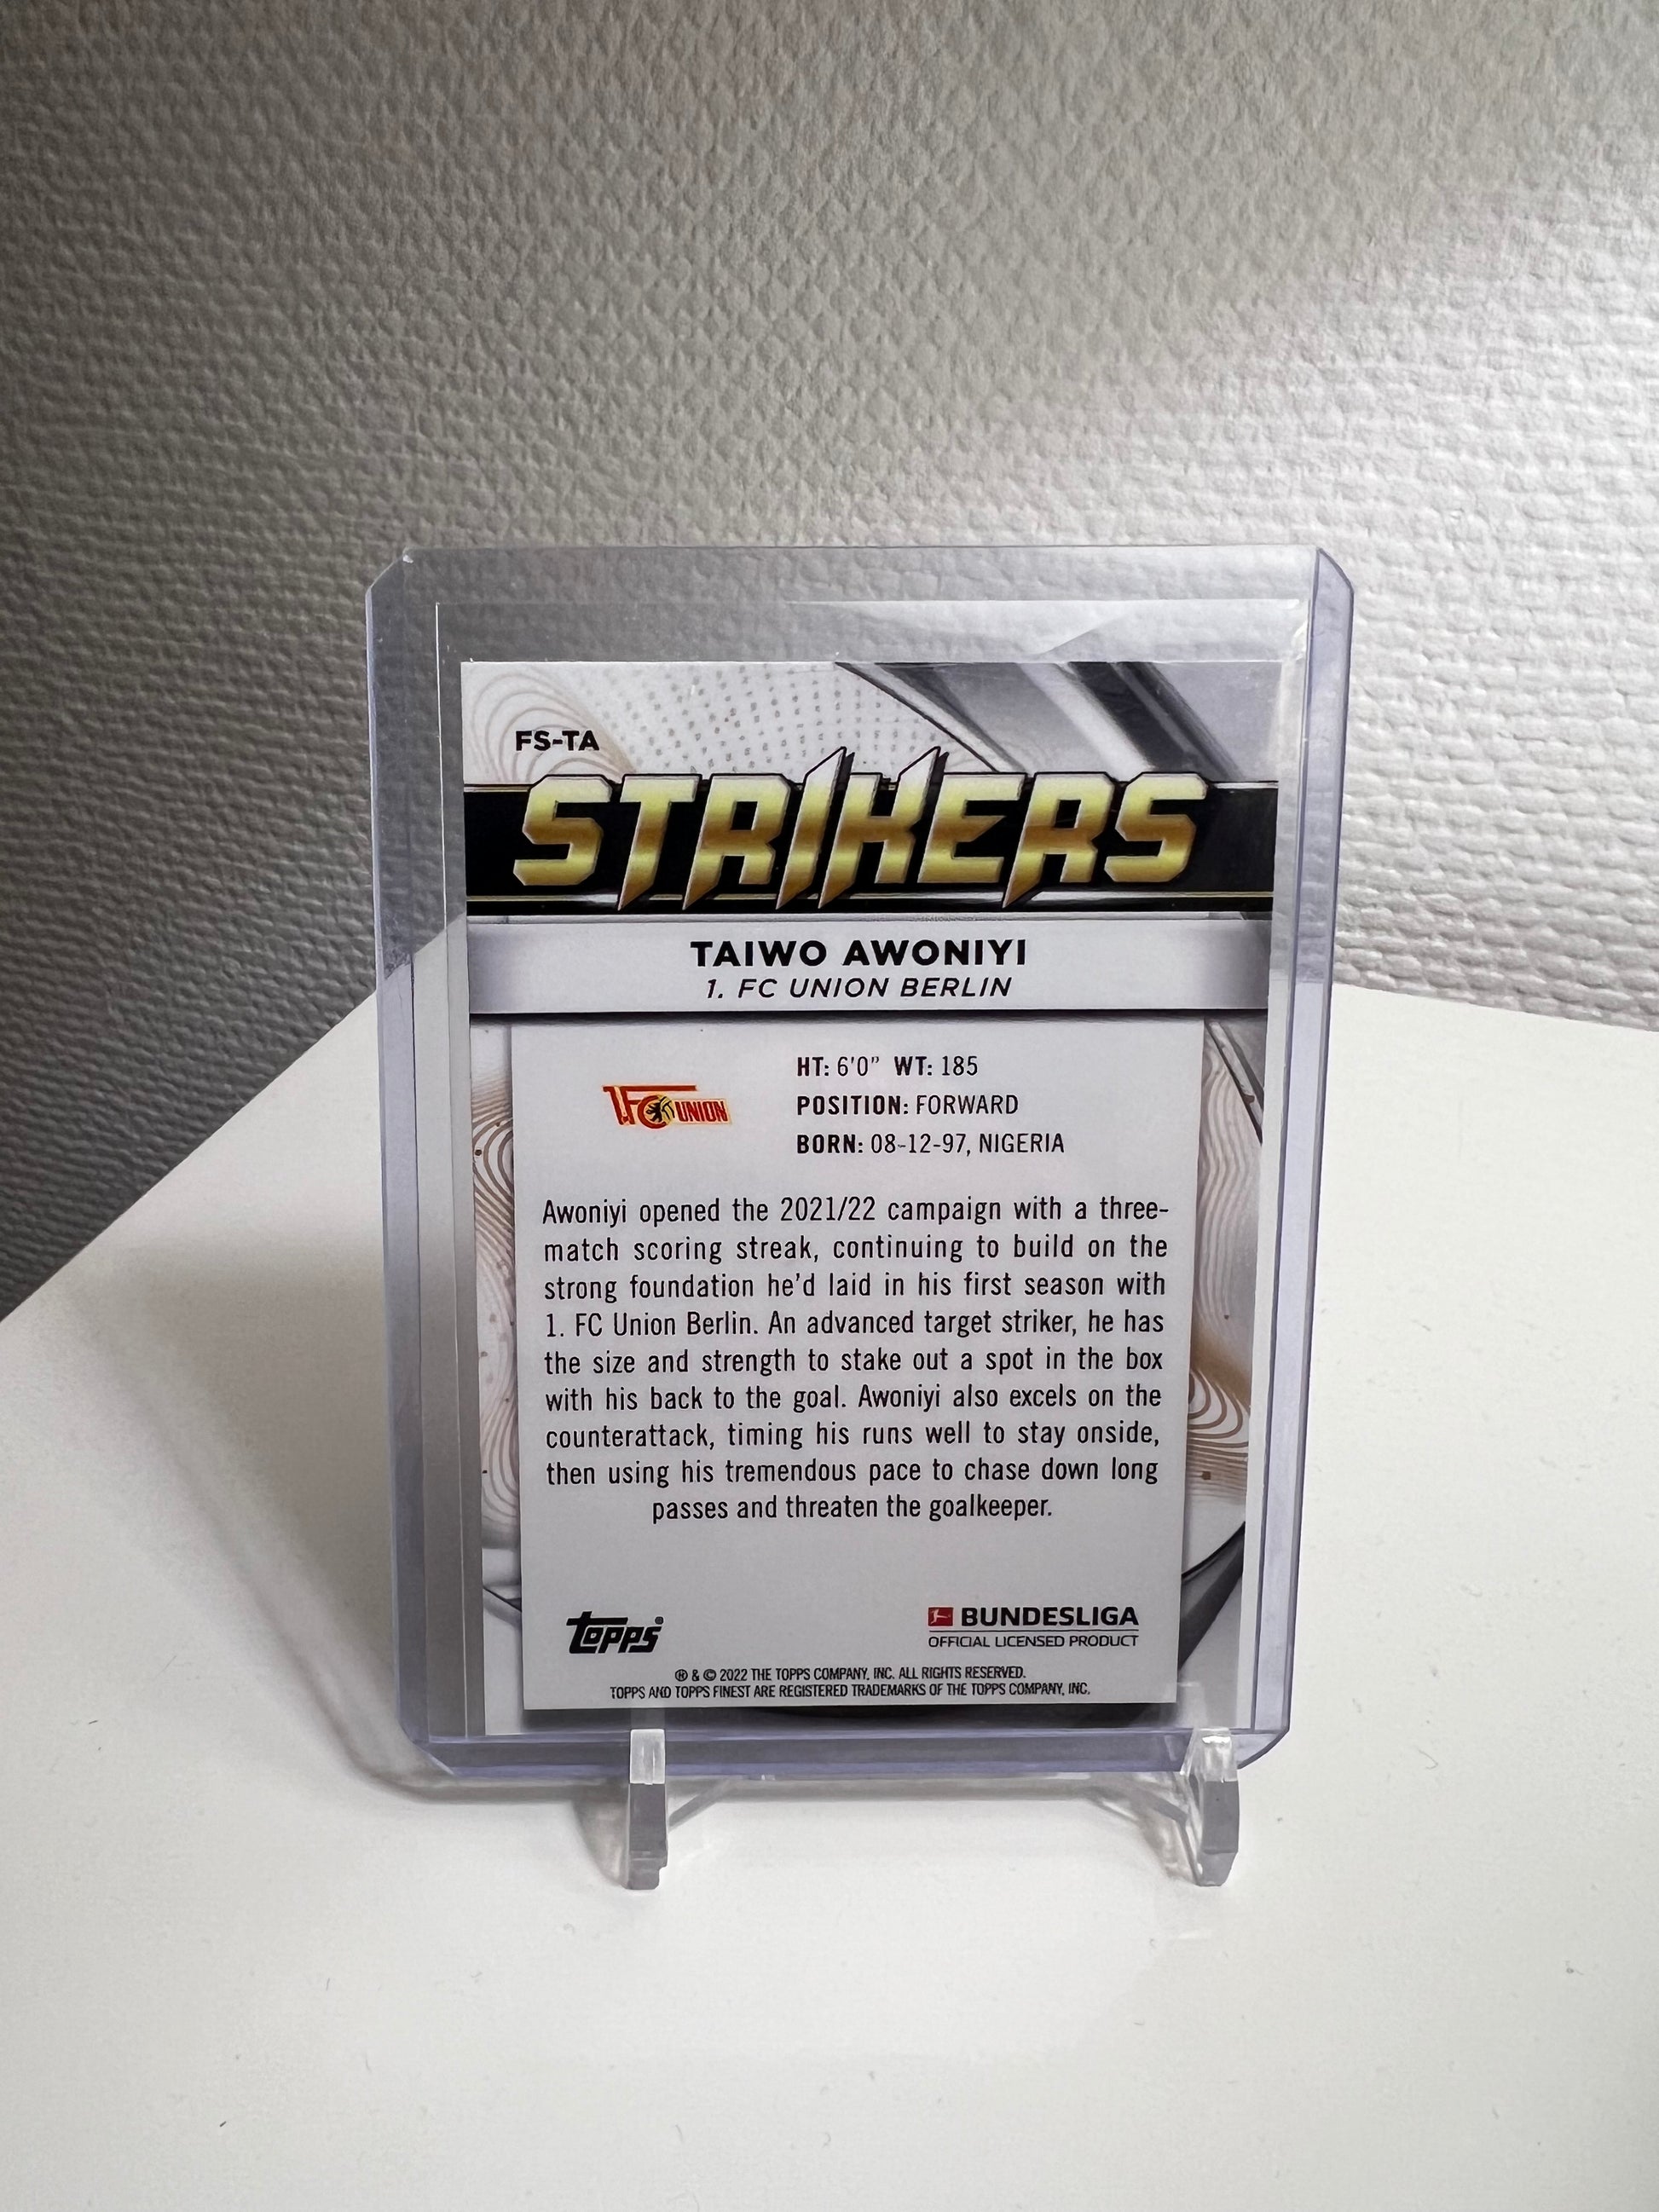 FS-TA
STRIKERS
TAIWO AWONIYI
1. FC UNION BERLIN
1.FC UNION
HT: 6'0" WT: 185
POSITION: FORWARD
BORN: 08-12-97, NIGERIA
Awoniyi opened the 2021/22 campaign with a three-
match scoring streak, continuing to build on the
strong foundation he'd laid in his first season with
1. FC Union Berlin. An advanced target striker, he has
the size and strength to stake out a spot in the box
with his back to the goal. Awoniyi also excels on the
counterattack, timing his runs well to stay onside,
then using his tremendous pace to chase down long
passes and threaten the goalkeeper.
topps®
BUNDESLIGA
OFFICIAL LICENSED PRODUCT
® & © 2022 THE TOPPS COMPANY, INC. ALL RIGHTS RESERVED.
TOPPS AND TOPPS FINEST ARE REGISTERED TRADEMARKS OF THE TOPPS COMPANY, INC.